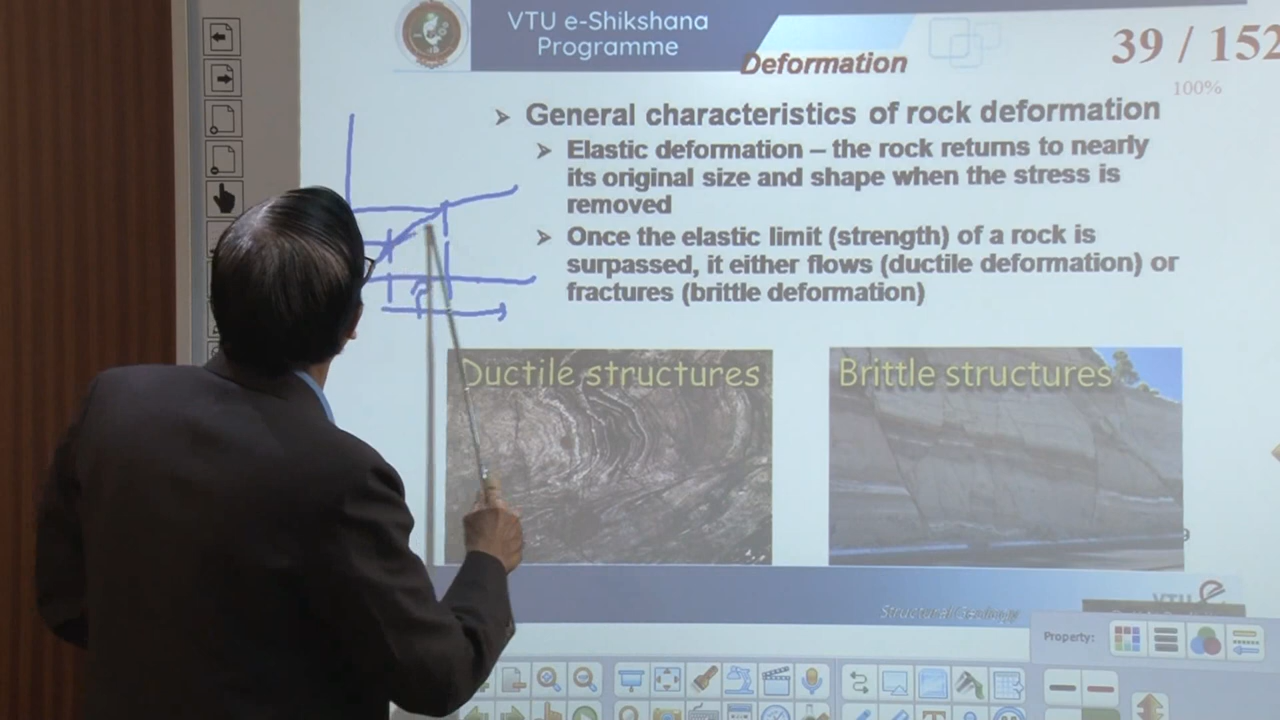 VTU e-Shikshana
Programme
Deformation
39 / 152
100%
➤ General characteristics of rock deformation
➤ Elastic deformation – the rock returns to nearly
its original size and shape when the stress is
removed
➤ Once the elastic limit (strength) of a rock is
surpassed, it either flows (ductile deformation) or
fractures (brittle deformation)
Ductile structures
Brittle structures
Structural Geology
VTU
Property: